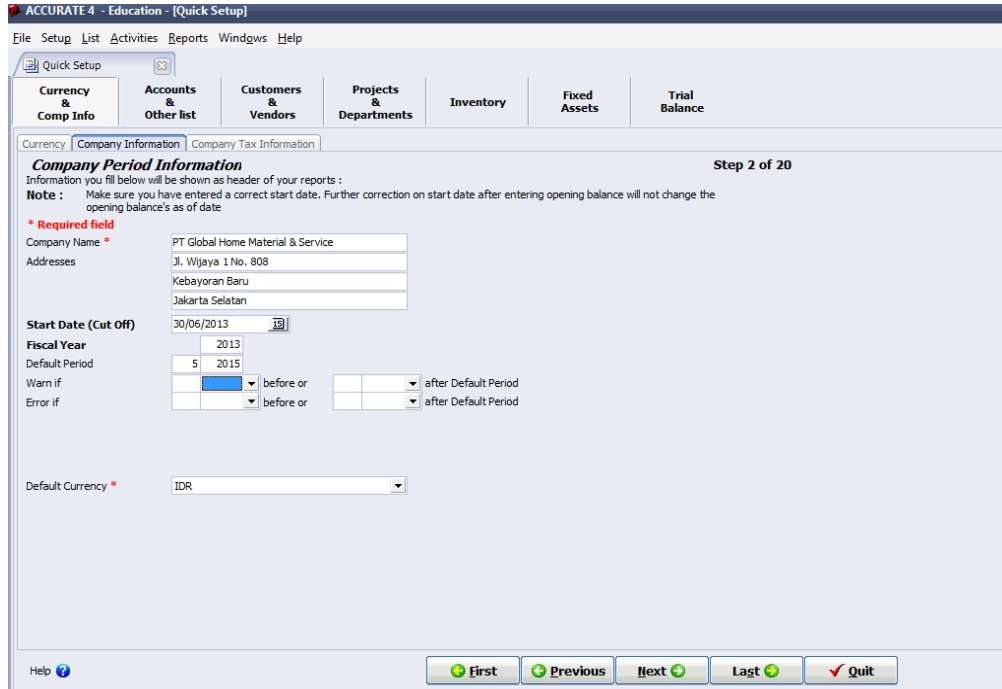 ACCURATE 4 - Education - [Quick Setup]
File Setup List Activities Reports Windows Help
Quick Setup
Currency & Comp Info
Accounts & Other list
Customers & Vendors
Projects & Departments
Inventory
Fixed Assets
Trial Balance
Currency Company Information Company Tax Information
Company Period Information Step 2 of 20
Information you fill below will be shown as header of your reports :
Note : Make sure you have entered a correct start date. Further correction on start date after entering opening balance will not change the
opening balance's as of date
* Required field
Company Name * PT Global Home Material & Service
Addresses Jl. Wijaya 1 No. 808
Kebayoran Baru
Jakarta Selatan
Start Date (Cut Off) 30/06/2013 15
Fiscal Year 2013
Default Period 5 2015
Warn if before or after Default Period
Error if before or after Default Period
Default Currency * IDR
Help ? First Previous Next Last Quit